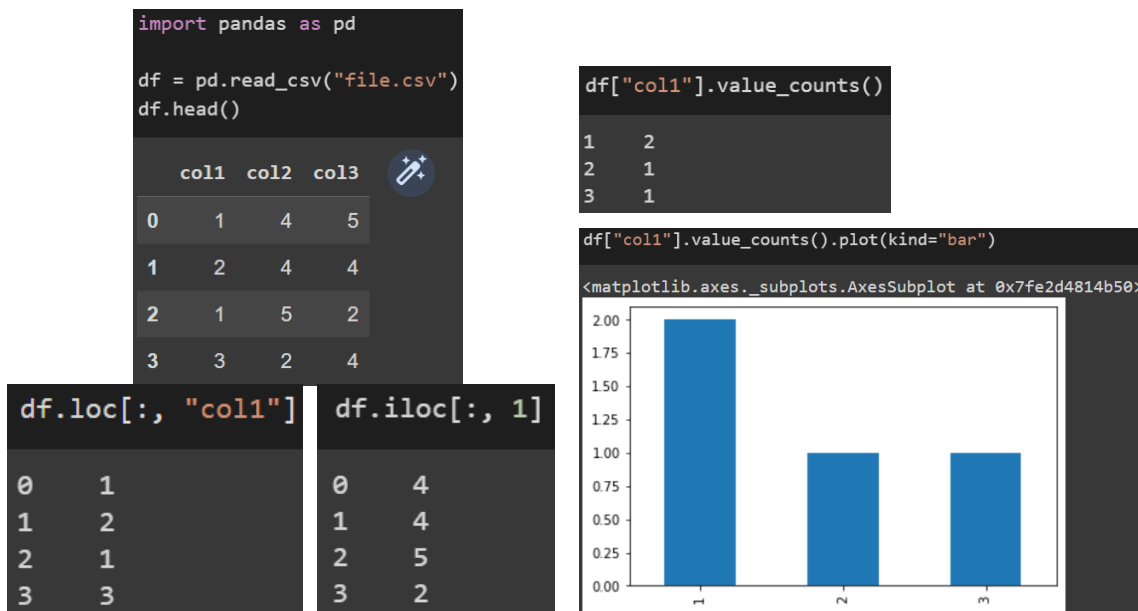 import pandas as pd
df = pd.read_csv("file.csv")
df.head()
col1 col2 col3
0 1 4 5
1 2 4 4
2 1 5 2
3 3 2 4
df.loc[:, "col1"]
0 1
1 2
2 1
3 3
df.iloc[:, 1]
0 4
1 4
2 5
3 2
df["col1"].value_counts()
1 2
2 1
3 1
df["col1"].value_counts().plot(kind="bar")
<matplotlib.axes._subplots.AxesSubplot at 0x7fe2d4814b50>
2.00
1.75
1.50
1.25
1.00
0.75
0.50
0.25
0.00
1 2 3